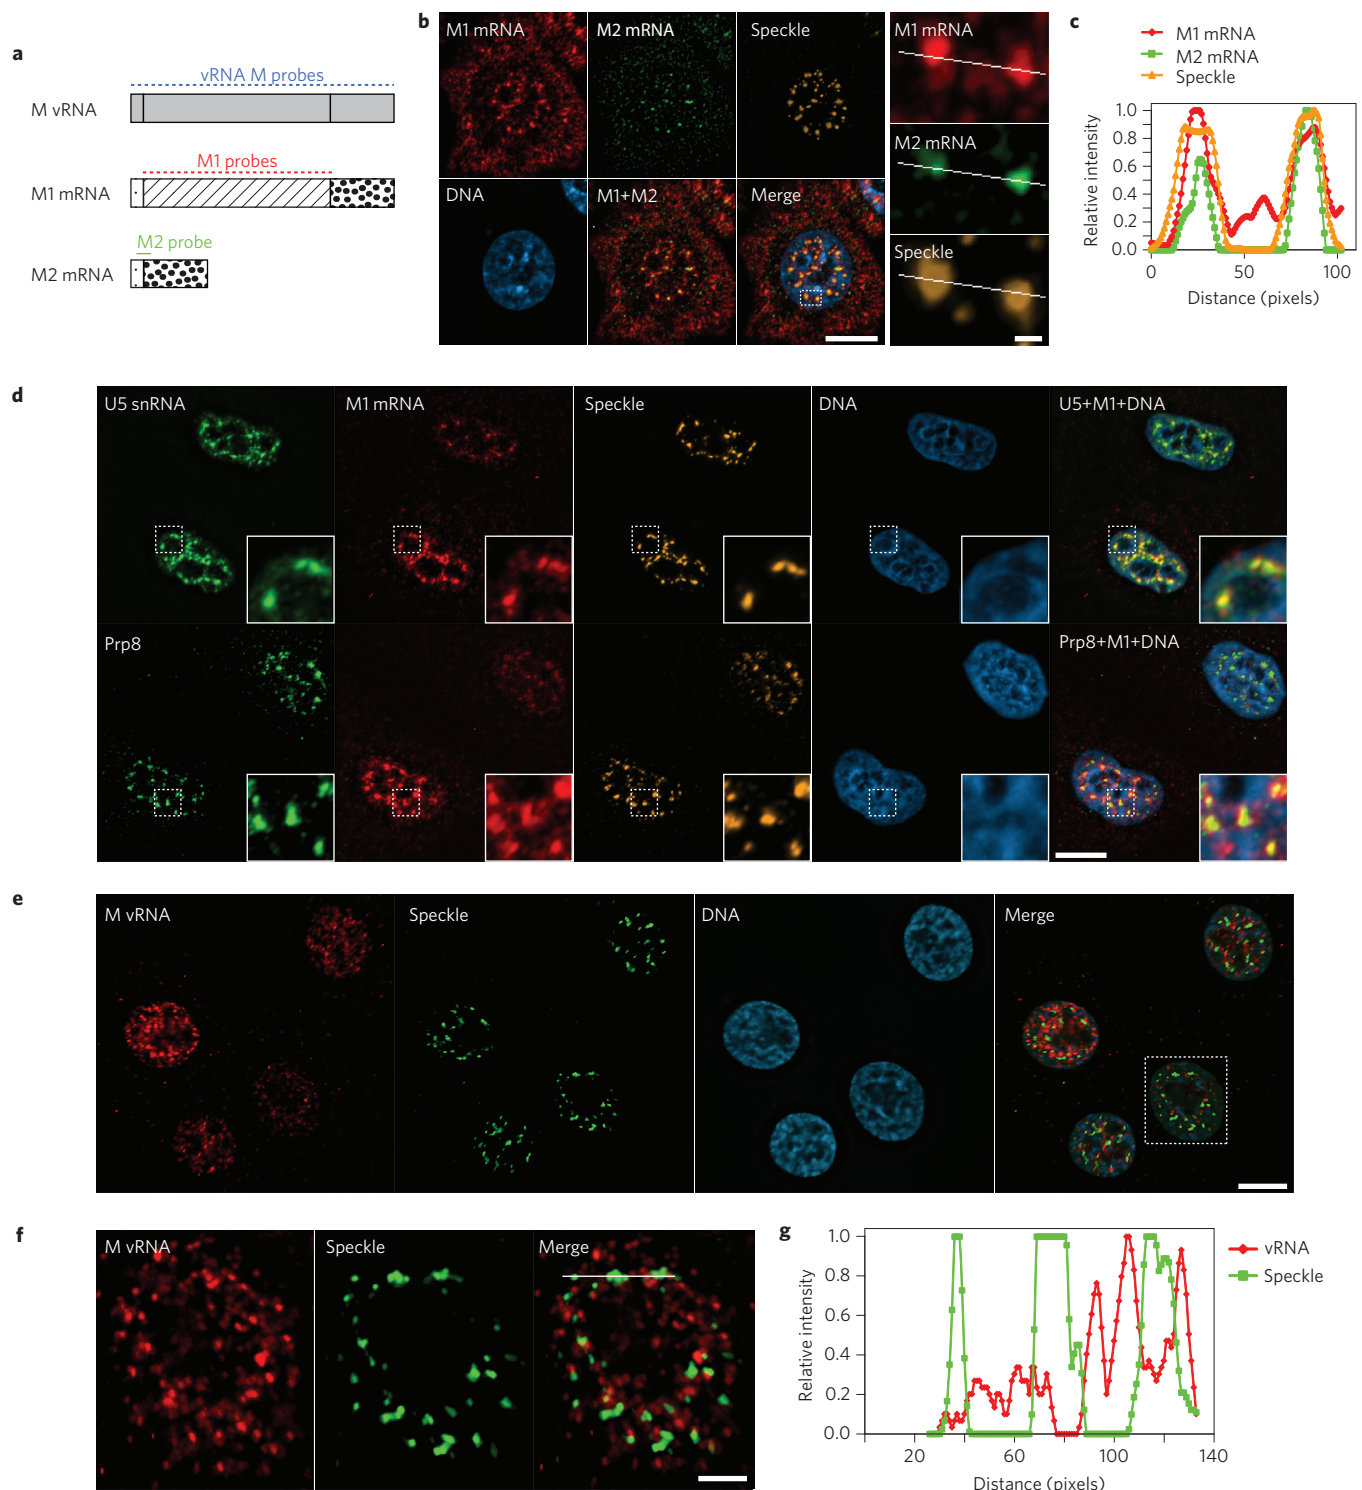 a
vRNA M probes
M vRNA
M1 probes
M1 mRNA
M2 probe
M2 mRNA
b
M1 mRNA
M2 mRNA
Speckle
DNA
M1+M2
Merge
M1 mRNA
M2 mRNA
Speckle
c
M1 mRNA
M2 mRNA
Speckle
Relative intensity
1.0
0.8
0.6
0.4
0.2
0.0
0
50
100
Distance (pixels)
d
U5 snRNA
M1 mRNA
Speckle
DNA
U5+M1+DNA
Prp8
Prp8+M1+DNA
e
M vRNA
Speckle
DNA
Merge
f
M vRNA
Speckle
Merge
g
Relative intensity
1.0
0.8
0.6
0.4
0.2
0.0
20
60
100
140
Distance (pixels)
vRNA
Speckle